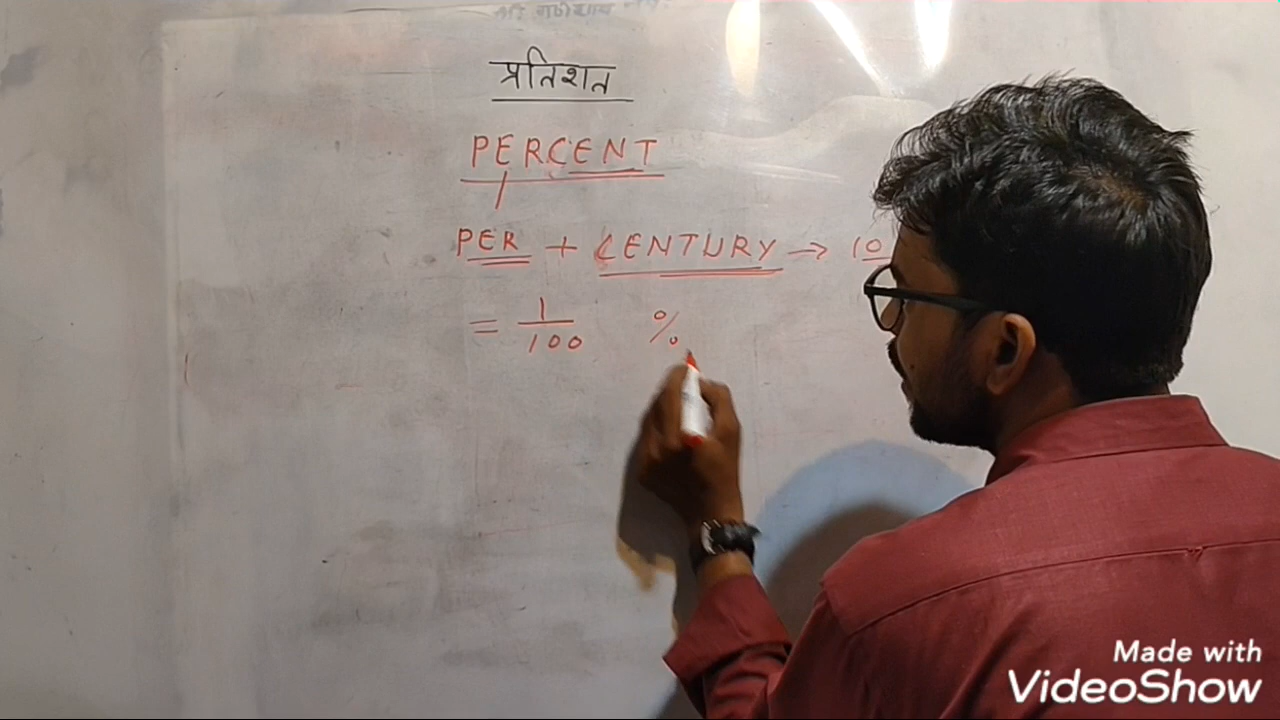 प्रतिशत
PERCENT
PER + CENTURY → 10
= 1/100 %
Made with
VideoShow